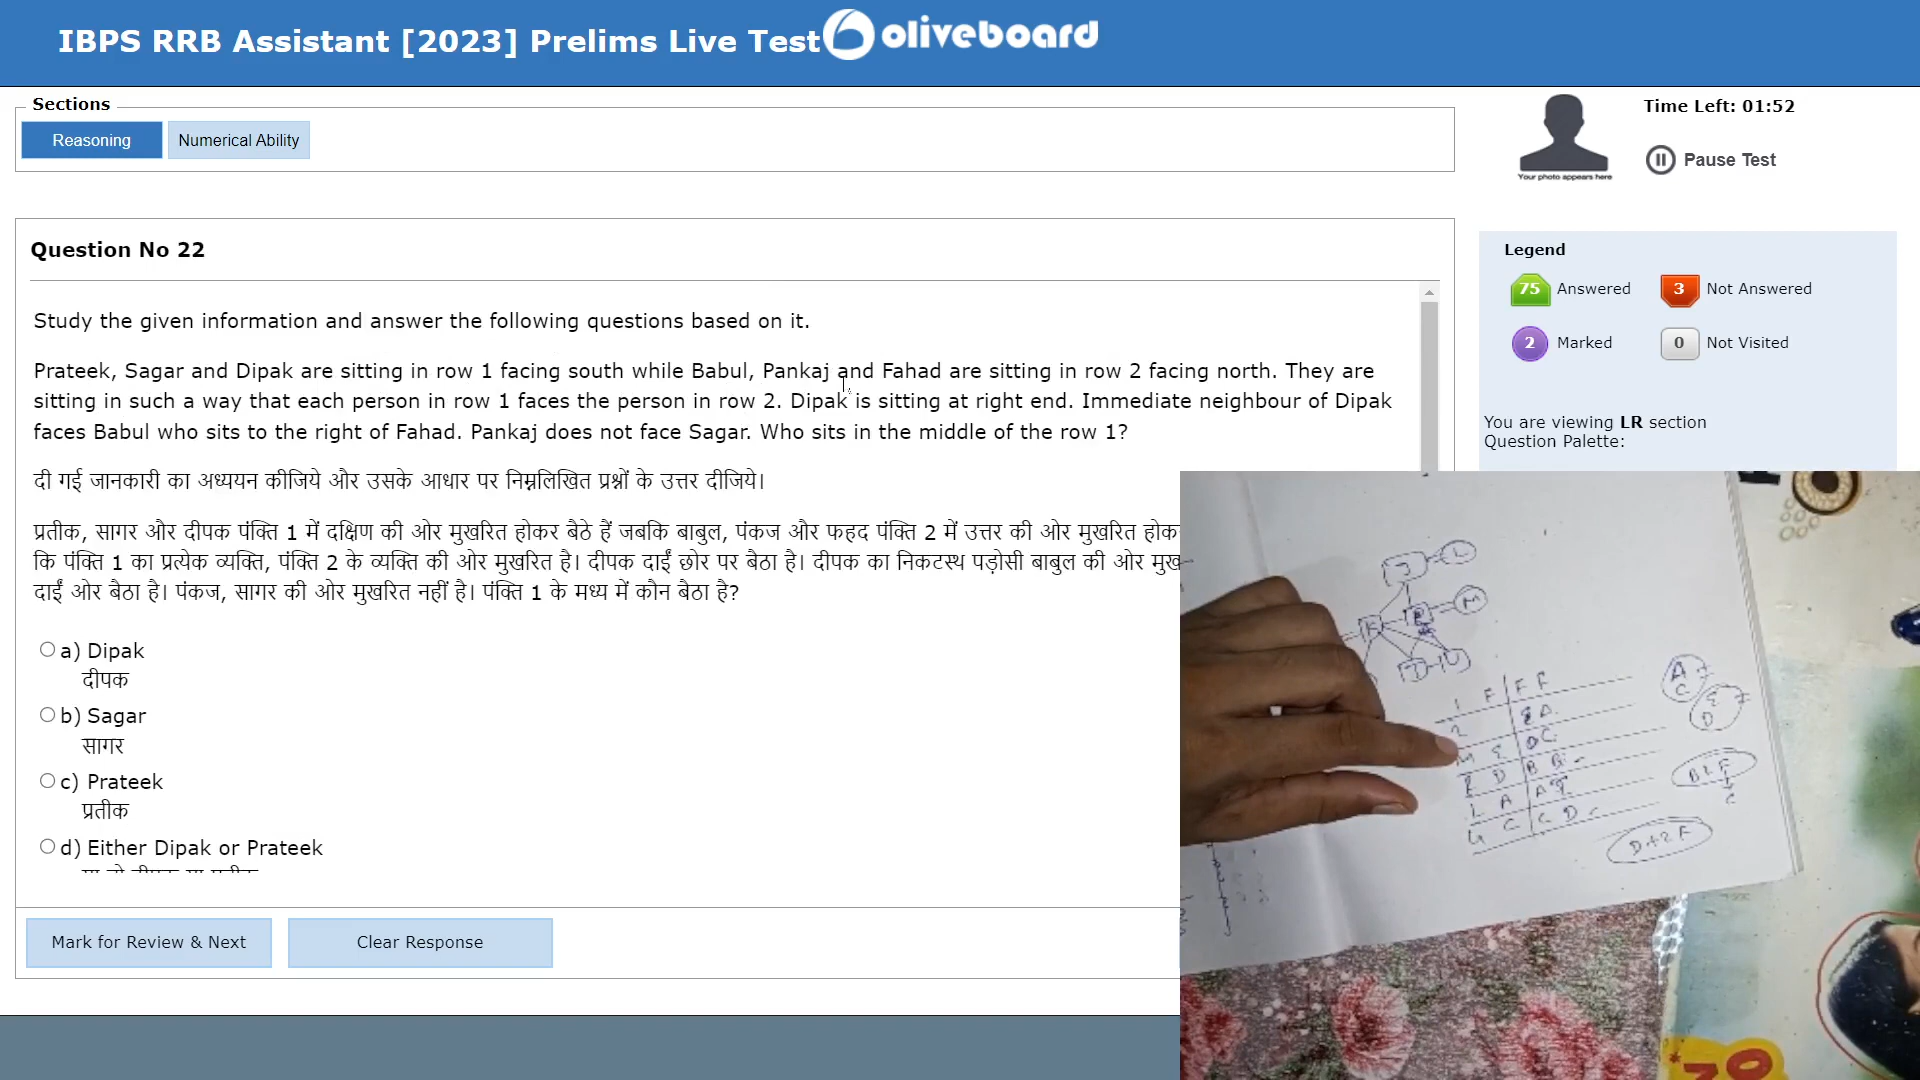 IBPS RRB Assistant [2023] Prelims Live Test oliveboard
Sections
Reasoning
Numerical Ability
Time Left: 01:52
Pause Test
Your photo appears here
Question No 22
Study the given information and answer the following questions based on it.
Prateek, Sagar and Dipak are sitting in row 1 facing south while Babul, Pankaj and Fahad are sitting in row 2 facing north. They are
sitting in such a way that each person in row 1 faces the person in row 2. Dipak is sitting at right end. Immediate neighbour of Dipak
faces Babul who sits to the right of Fahad. Pankaj does not face Sagar. Who sits in the middle of the row 1?
दी गई जानकारी का अध्ययन कीजिये और उसके आधार पर निम्नलिखित प्रश्नों के उत्तर दीजिये।
प्रतीक, सागर और दीपक पंक्ति 1 में दक्षिण की ओर मुखरित होकर बैठे हैं जबकि बाबुल, पंकज और फहद पंक्ति 2 में उत्तर की ओर मुखरित होकर
कि पंक्ति 1 का प्रत्येक व्यक्ति, पंक्ति 2 के व्यक्ति की ओर मुखरित है। दीपक दाईं छोर पर बैठा है। दीपक का निकटस्थ पड़ोसी बाबुल की ओर
दाईं ओर बैठा है। पंकज, सागर की ओर मुखरित नहीं है। पंक्ति 1 के मध्य में कौन बैठा है?
a) Dipak
दीपक
b) Sagar
सागर
c) Prateek
प्रतीक
d) Either Dipak or Prateek
Mark for Review & Next
Clear Response
Legend
75 Answered
3 Not Answered
2 Marked
0 Not Visited
You are viewing LR section
Question Palette: